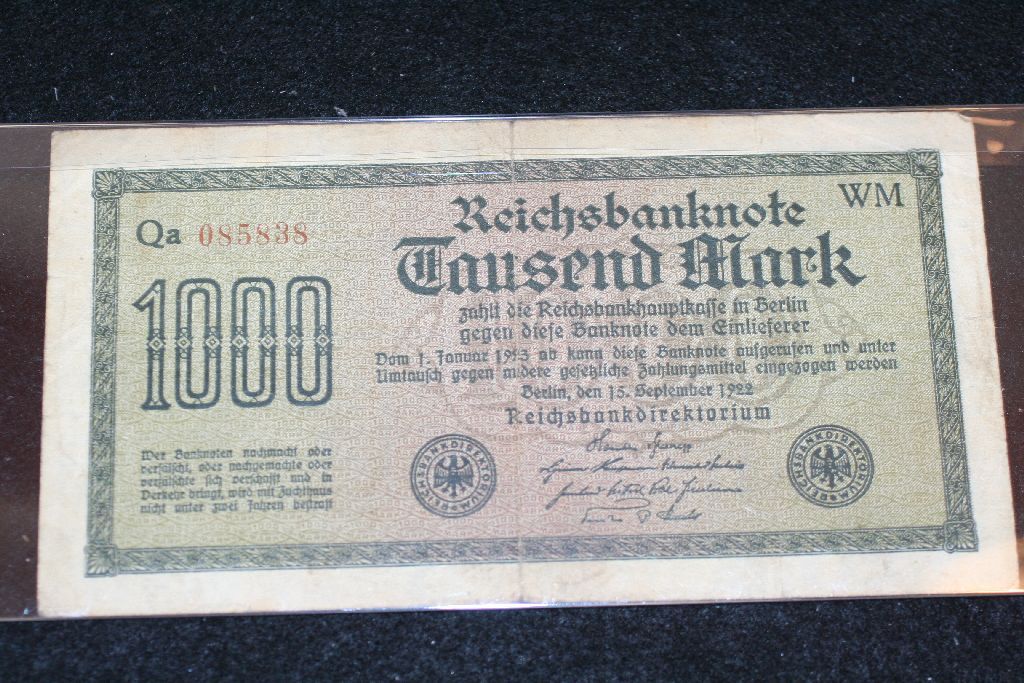 Reichsbanknote
WM
Qa 085838
Tausend Mark
1000
zahlt die Reichsbankhauptkasse in Berlin
gegen diese Banknote dem Einlieferer
Vom 1. Januar 1923 ab kann diese Banknote aufgerufen und unter
Umtausch gegen andere gesetzliche Zahlungsmittel eingezogen werden
Berlin, den 15. September 1922
Reichsbankdirektorium
Wer Banknoten nachmacht oder
verfälscht, oder nachgemachte oder
verfälschte sich verschafft und in
Verkehr bringt, wird mit Zuchthaus
nicht unter zwei Jahren bestraft
REICHSBANKDIREKTORIUM
REICHSBANKDIREKTORIUM